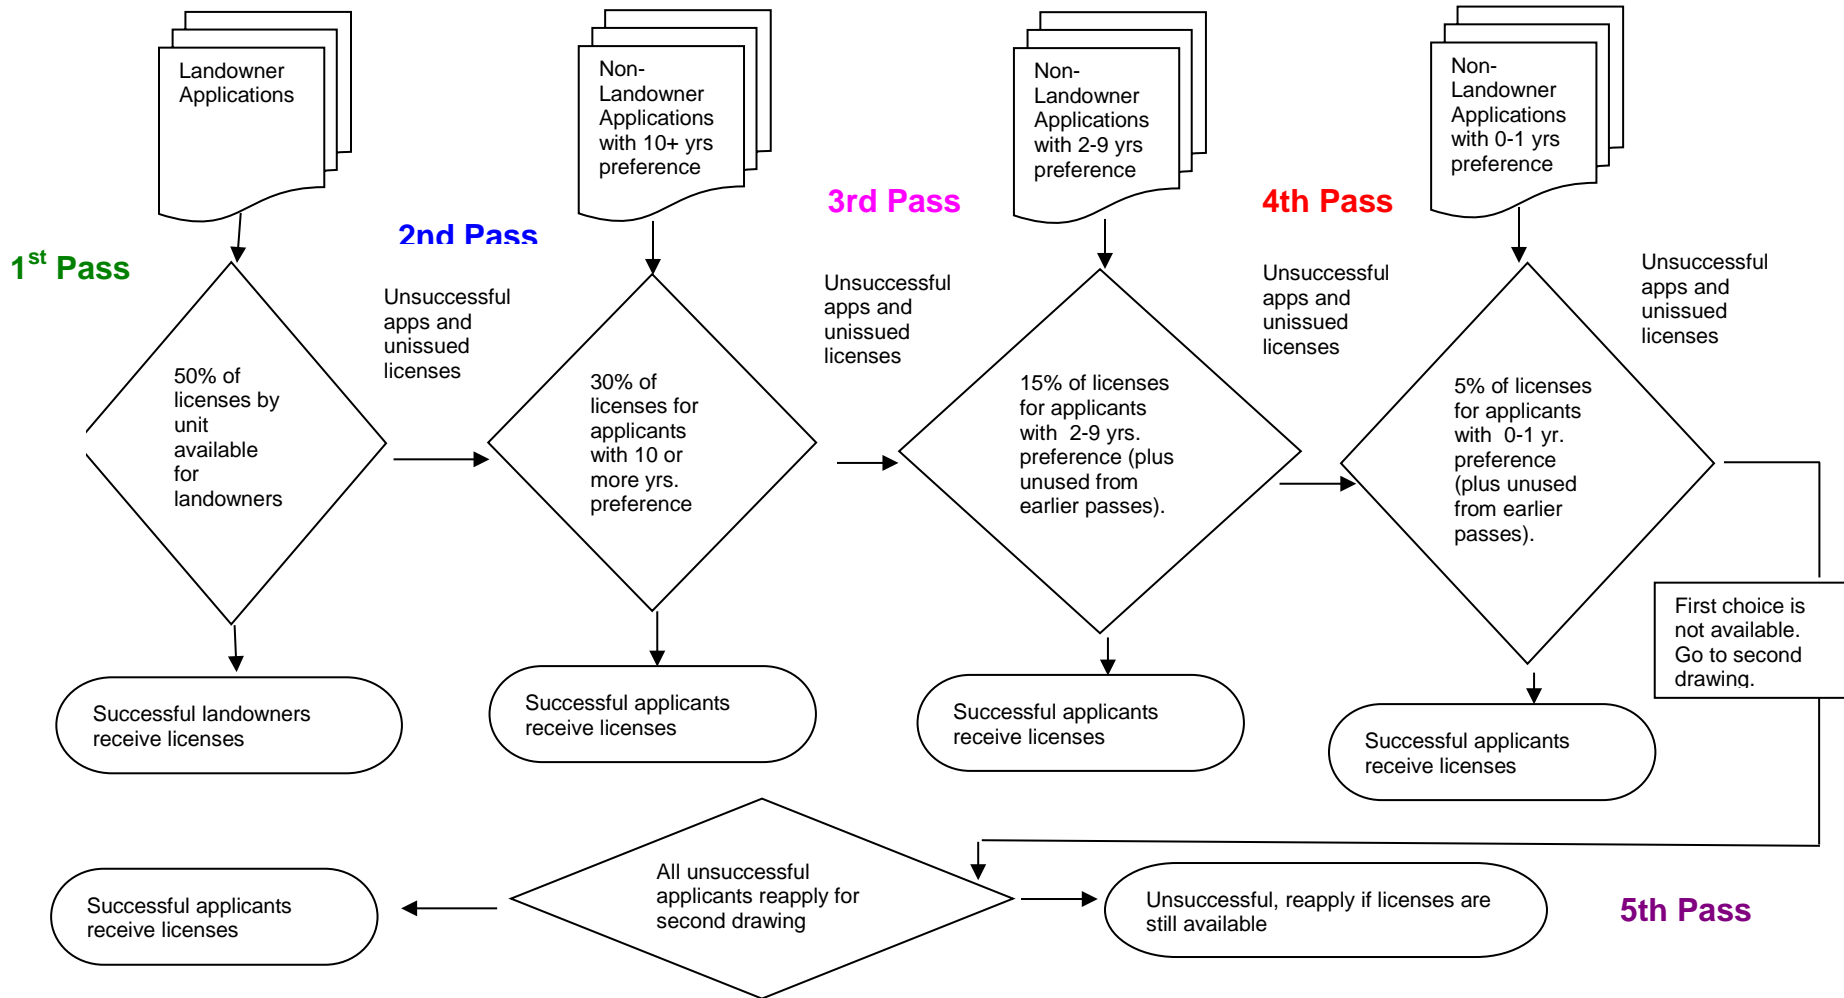 Landowner
Applications
Non-
Landowner
Applications
with 10+ yrs
preference
Non-
Landowner
Applications
with 2-9 yrs
preference
Non-
Landowner
Applications
with 0-1 yrs
preference
1st Pass
2nd Pass
3rd Pass
4th Pass
Unsuccessful
apps and
unissued
licenses
Unsuccessful
apps and
unissued
licenses
Unsuccessful
apps and
unissued
licenses
Unsuccessful
apps and
unissued
licenses
50% of
licenses by
unit
available
for
landowners
30% of
licenses for
applicants
with 10 or
more yrs.
preference
15% of licenses
for applicants
with  2-9 yrs.
preference (plus
unused from
earlier passes).
5% of licenses
for applicants
with  0-1 yr.
preference
(plus unused
from earlier
passes).
First choice is
not available.
Go to second
drawing.
Successful landowners
receive licenses
Successful applicants
receive licenses
Successful applicants
receive licenses
Successful applicants
receive licenses
Successful applicants
receive licenses
All unsuccessful
applicants reapply for
second drawing
Unsuccessful, reapply if licenses are
still available
5th Pass